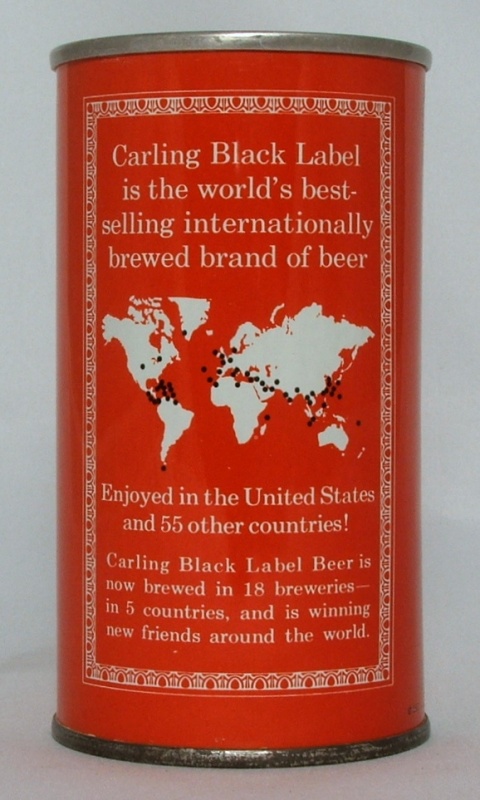 Carling Black Label
is the world's best-
selling internationally
brewed brand of beer
Enjoyed in the United States
and 55 other countries!
Carling Black Label Beer is
now brewed in 18 breweries—
in 5 countries, and is winning
new friends around the world.